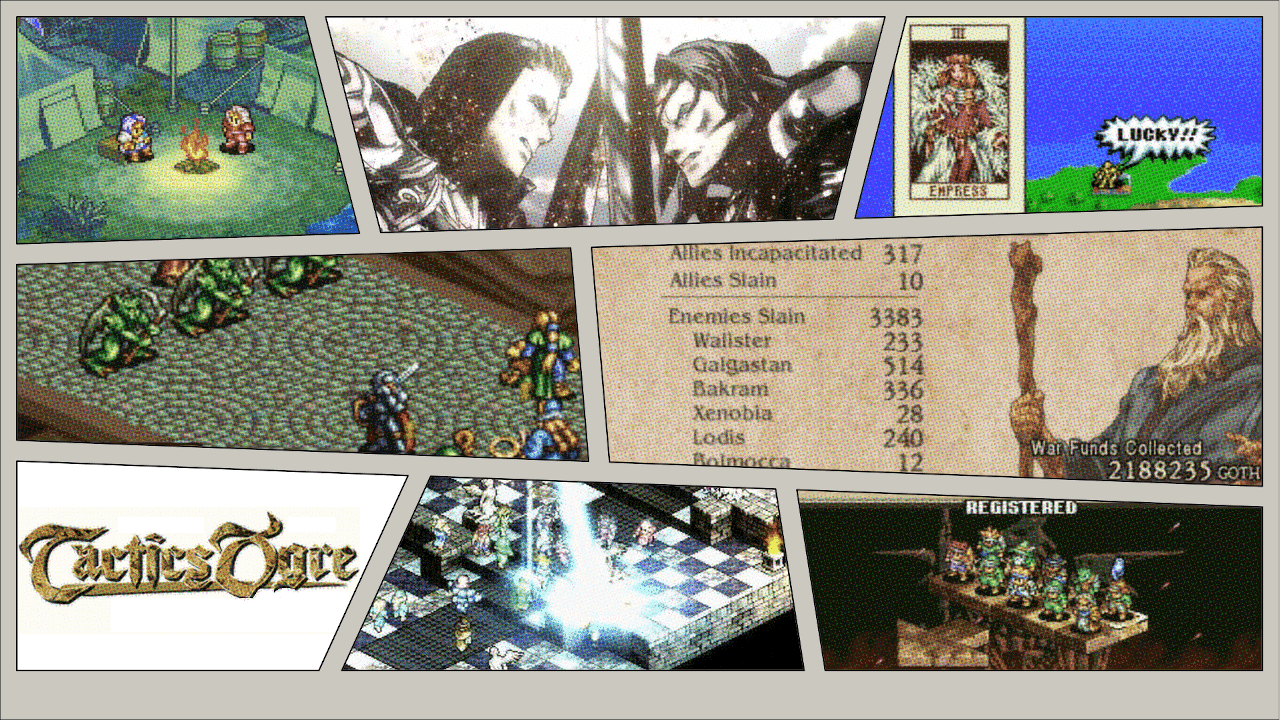 III
EMPRESS
LUCKY!!
Allies Incapacitated 317
Allies Slain 10
Enemies Slain 3383
Walister 233
Galgastan 514
Bakram 336
Xenobia 28
Lodis 240
Bolmocca 12
War Funds Collected
2188235 GOTH
Tactics Ogre
REGISTERED